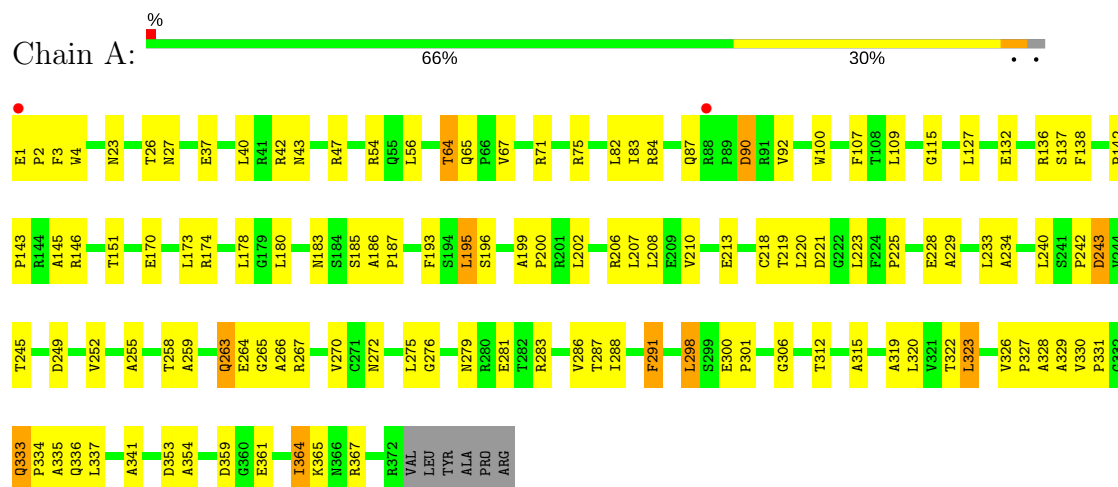 %
Chain A:
66% 30% • •
E1 P2 F3 W4 N23 T26 N27 E37 L40 R41 R42 N43 R47 R54 Q55 L56 T64 Q65 P66 V67 R71 R75 L82 I83 R84 Q87 R88 P89 D90 R91 V92 W100 F107 T108 L109 G115 L127 E132 R136 S137 F138
P143 R144 A145 R146 T151 E170 L173 R174 L178 G179 L180 N183 S184 S185 A186 P187 F193 S194 L195 S196 A199 P200 R201 L202 R206 L207 L208 E209 V210 E213 C218 T219 L220 D221 G222 L223 F224 P225 E228 A229 L233 A234 L240 S241 P242 D243
T245 D249 V252 A255 T258 A259 Q263 E264 G265 A266 R267 V270 C271 N272 L275 G276 N279 R280 E281 T282 R283 V286 T287 I288 F291 L298 S299 E300 P301 G306 T312 A315 A319 L320 V321 T322 L323 V326 P327 A328 A329 V330 P331
Q333 P334 A335 Q336 L337 A341 D353 A354 D359 G360 E361 I364 K365 N366 R367 R372 VAL LEU TYR ALA PRO ARG